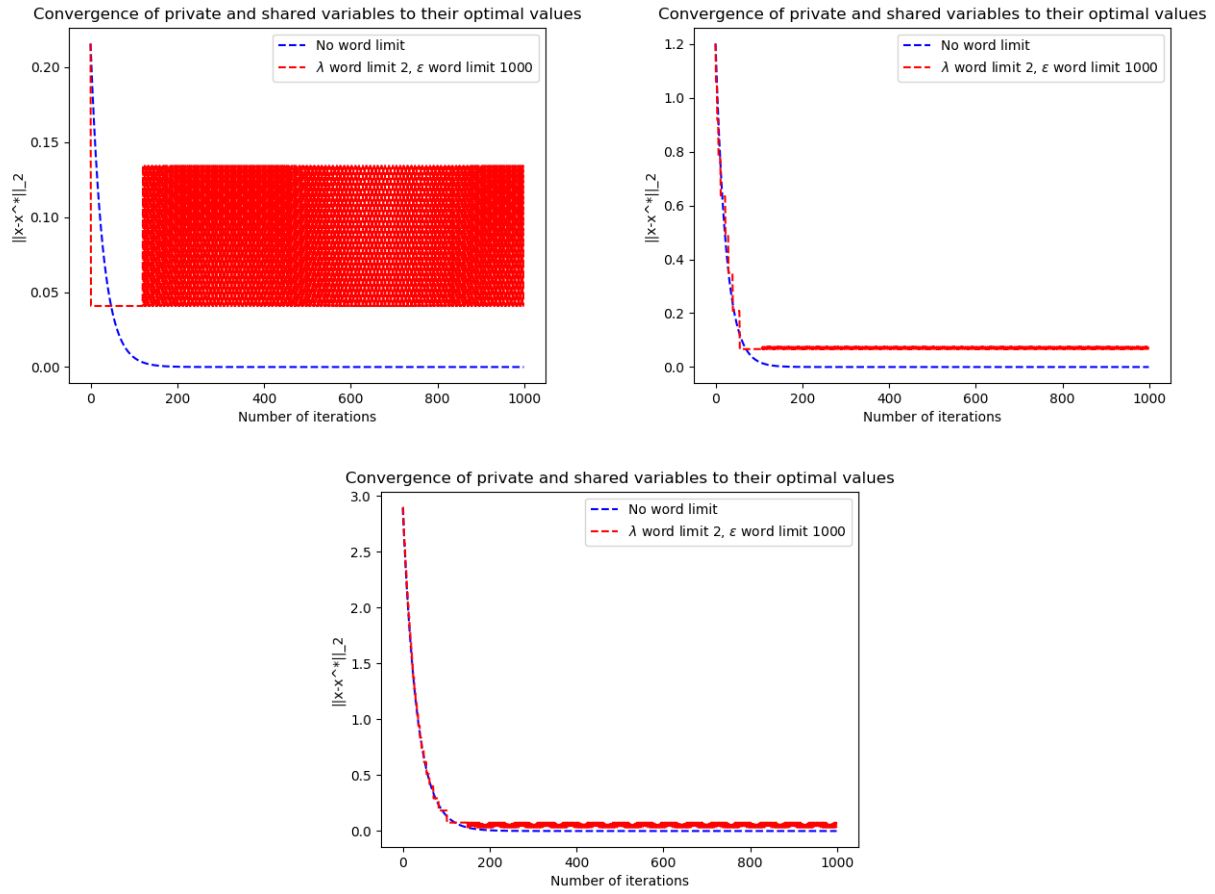 Convergence of private and shared variables to their optimal values
No word limit
λ word limit 2, ε word limit 1000
0.20
0.15
0.10
0.05
0.00
||x-x^*||_2
0 200 400 600 800 1000
Number of iterations
Convergence of private and shared variables to their optimal values
No word limit
λ word limit 2, ε word limit 1000
1.2
1.0
0.8
0.6
0.4
0.2
0.0
||x-x^*||_2
0 200 400 600 800 1000
Number of iterations
Convergence of private and shared variables to their optimal values
No word limit
λ word limit 2, ε word limit 1000
3.0
2.5
2.0
1.5
1.0
0.5
0.0
||x-x^*||_2
0 200 400 600 800 1000
Number of iterations